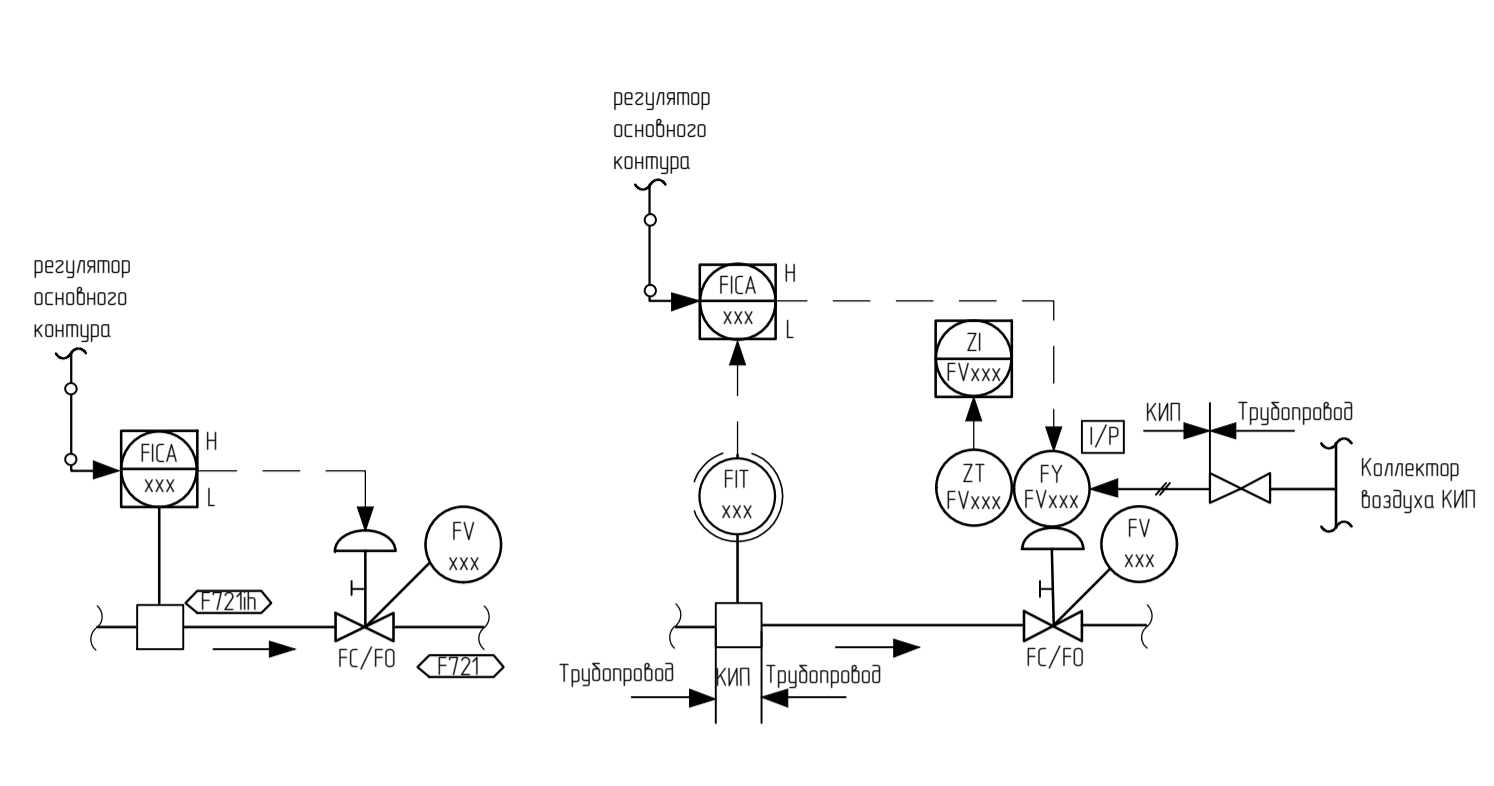 регулятор
основного
контура
FICA
xxx
H
L
F721ih
FV
xxx
FC/FO
F721
регулятор
основного
контура
FICA
xxx
H
L
FIT
xxx
ZI
FVxxx
ZT
FVxxx
FY
FVxxx
I/P
КИП
Трубопровод
Коллектор
воздуха КИП
FV
xxx
FC/FO
Трубопровод
КИП
Трубопровод